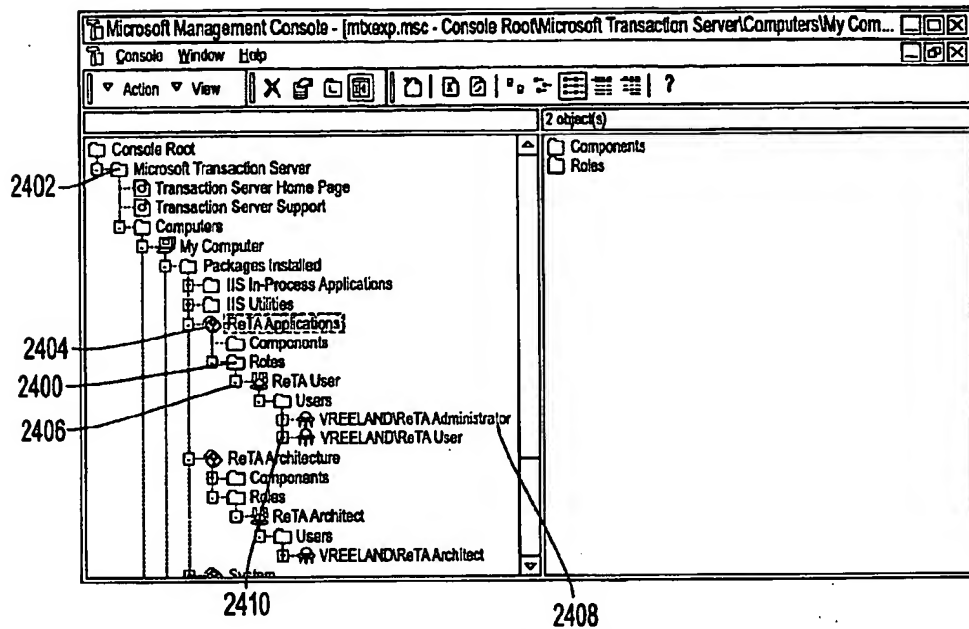 Microsoft Management Console - [mtxexp.msc - Console Root\Microsoft Transaction Server\Computers\My Com...
Console Window Help
Action View ?
2 object(s)
Console Root
Components
Roles
2402
Microsoft Transaction Server
Transaction Server Home Page
Transaction Server Support
Computers
My Computer
Packages Installed
IIS In-Process Applications
IIS Utilities
2404
ReTA Applications
Components
2400
Roles
2406
ReTA User
Users
VREELAND\ReTA Administrator
VREELAND\ReTA User
ReTA Architecture
Components
Roles
ReTA Architect
Users
VREELAND\ReTA Architect
System
2410
2408